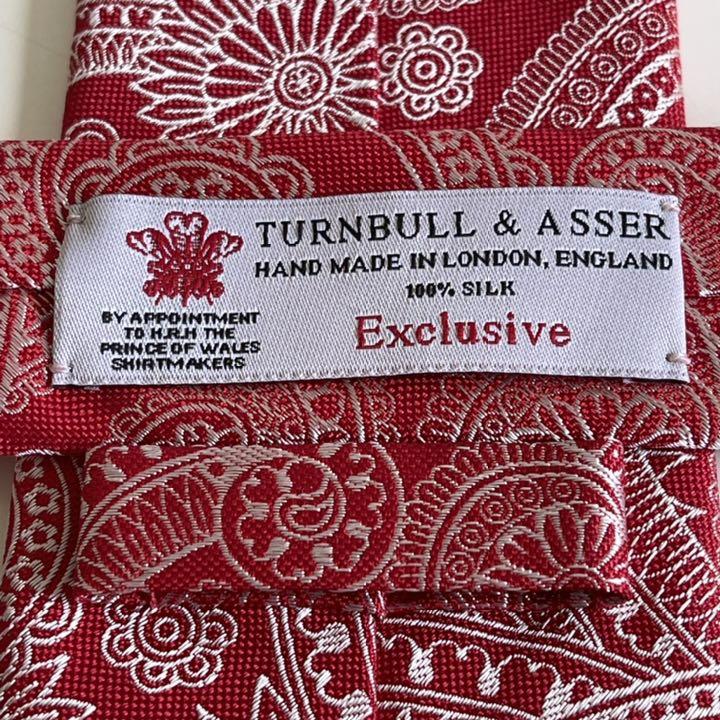 TURNBULL & ASSER
HAND MADE IN LONDON, ENGLAND
100% SILK
Exclusive
BY APPOINTMENT
TO H.R.H THE
PRINCE OF WALES
SHIRTMAKERS